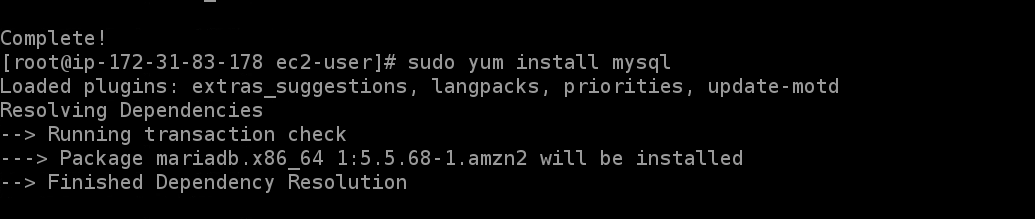 Complete!
[root@ip-172-31-83-178 ec2-user]# sudo yum install mysql
Loaded plugins: extras_suggestions, langpacks, priorities, update-motd
Resolving Dependencies
--> Running transaction check
---> Package mariadb.x86_64 1:5.5.68-1.amzn2 will be installed
--> Finished Dependency Resolution